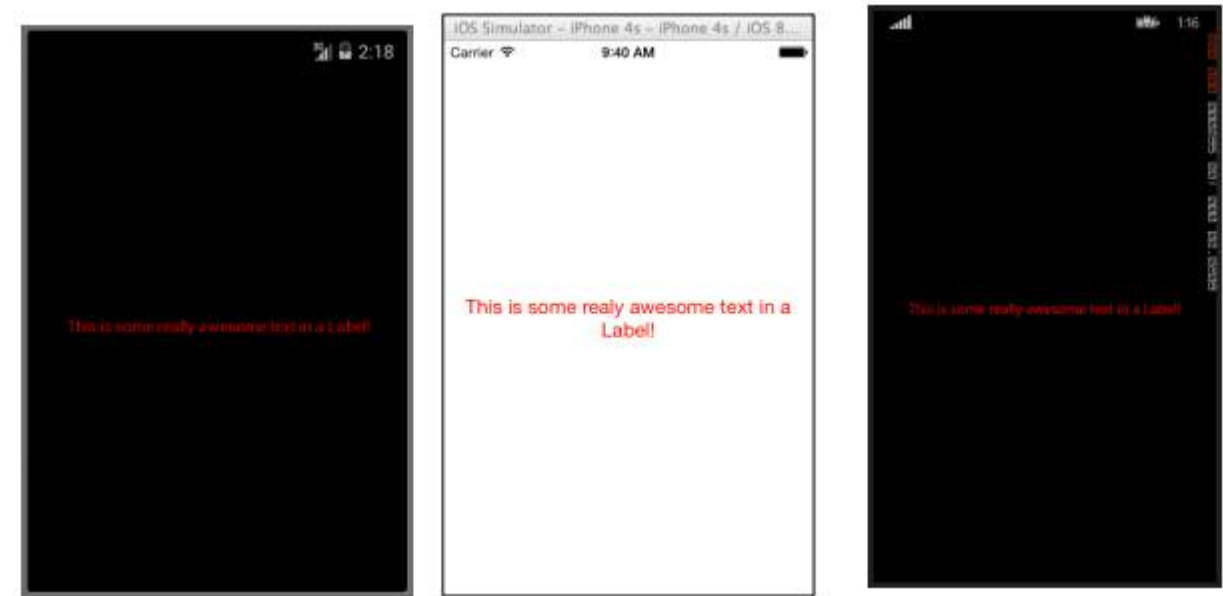 2:18
This is some really awesome text in a Label!
iOS Simulator – iPhone 4s – iPhone 4s / iOS 8....
Carrier
9:40 AM
This is some realy awesome text in a
Label!
1:16
This is some really awesome text in a Label!